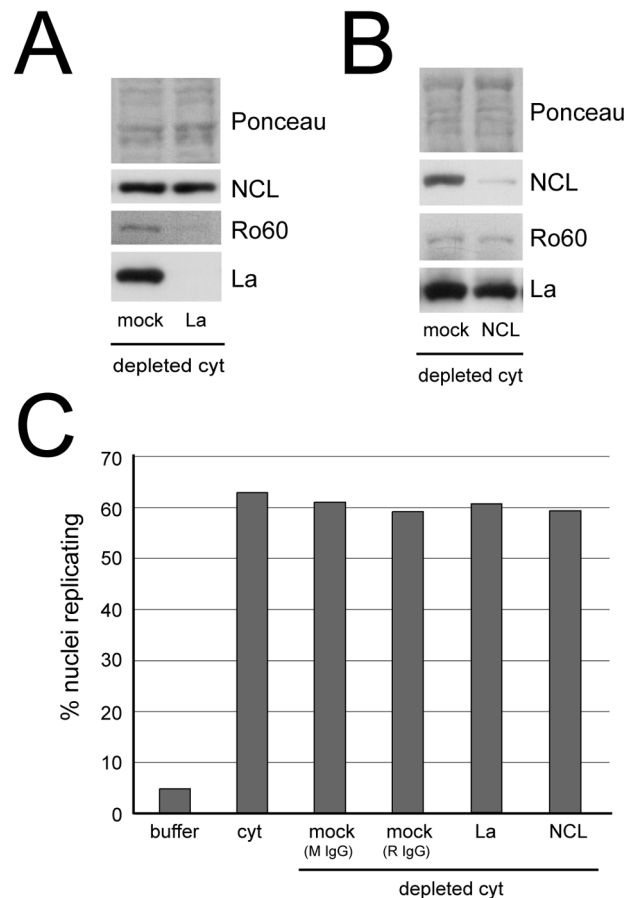 A
Ponceau
NCL
Ro60
La
mock La
depleted cyt
B
Ponceau
NCL
Ro60
La
mock NCL
depleted cyt
C
% nuclei replicating
70
60
50
40
30
20
10
0
buffer cyt mock mock La NCL
(M IgG) (R IgG)
depleted cyt